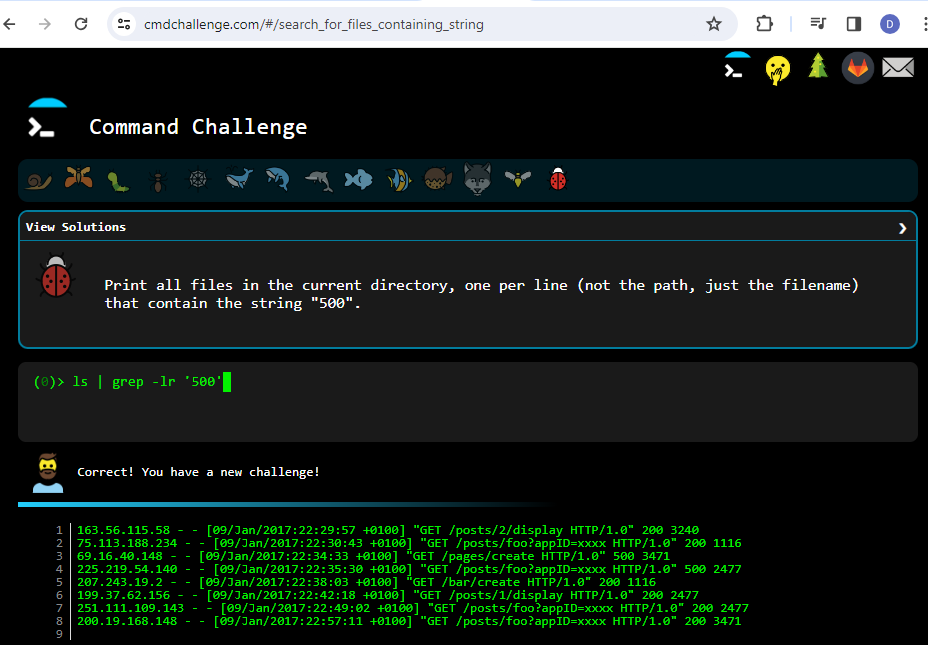 cmdchallenge.com/#/search_for_files_containing_string
D
Command Challenge
View Solutions
Print all files in the current directory, one per line (not the path, just the filename)
that contain the string "500".
(0)> ls | grep -lr '500'
Correct! You have a new challenge!
1 163.56.115.58 - - [09/Jan/2017:22:29:57 +0100] "GET /posts/2/display HTTP/1.0" 200 3240
2 75.113.188.234 - - [09/Jan/2017:22:30:43 +0100] "GET /posts/foo?appID=xxxx HTTP/1.0" 200 1116
3 69.16.40.148 - - [09/Jan/2017:22:34:33 +0100] "GET /pages/create HTTP/1.0" 500 3471
4 225.219.54.140 - - [09/Jan/2017:22:35:30 +0100] "GET /posts/foo?appID=xxxx HTTP/1.0" 500 2477
5 207.243.19.2 - - [09/Jan/2017:22:38:03 +0100] "GET /bar/create HTTP/1.0" 200 1116
6 199.37.62.156 - - [09/Jan/2017:22:42:18 +0100] "GET /posts/1/display HTTP/1.0" 200 2477
7 251.111.109.143 - - [09/Jan/2017:22:49:02 +0100] "GET /posts/foo?appID=xxxx HTTP/1.0" 200 2477
8 200.19.168.148 - - [09/Jan/2017:22:57:11 +0100] "GET /posts/foo?appID=xxxx HTTP/1.0" 200 3471
9